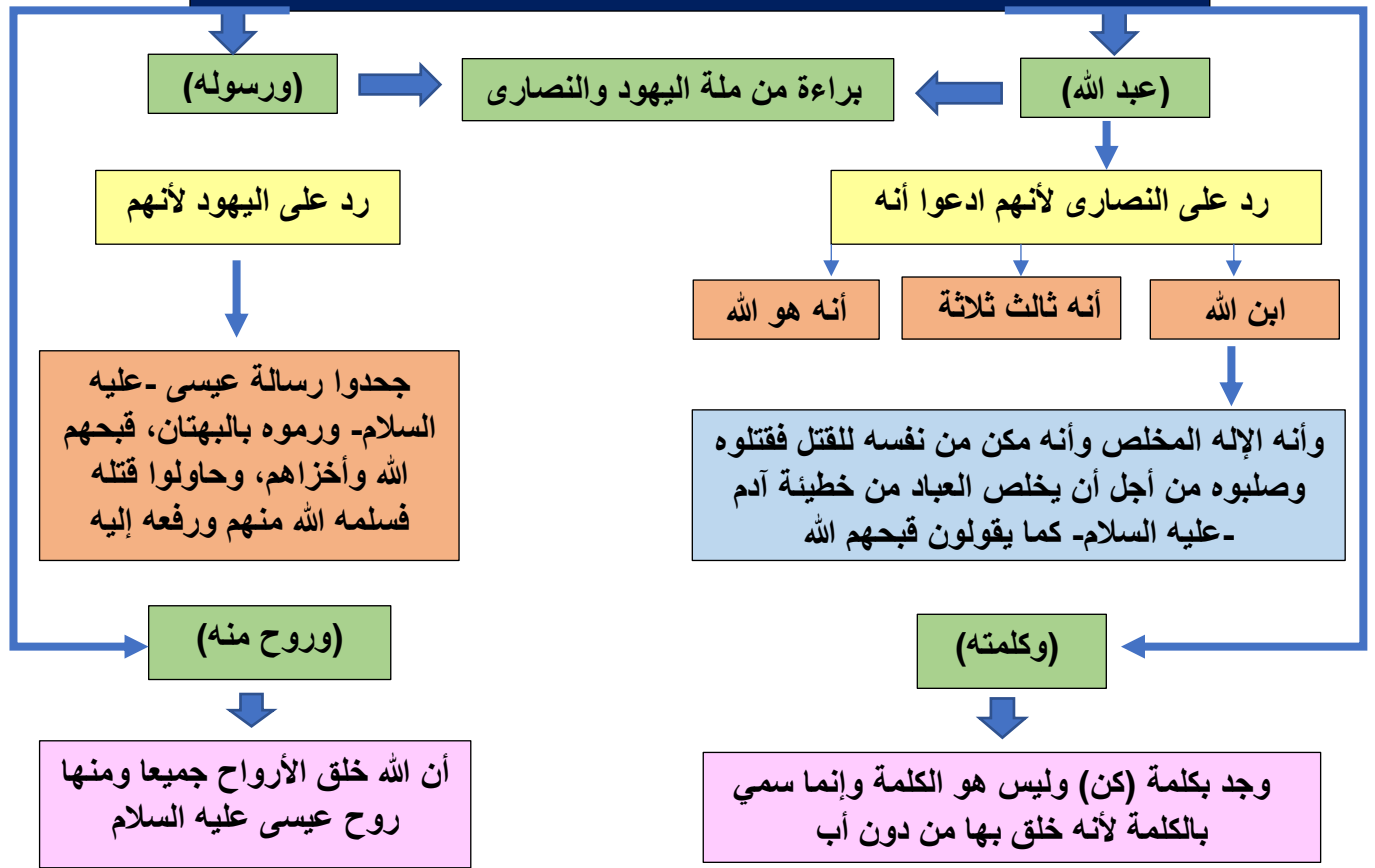 (عبد الله)
براءة من ملة اليهود والنصارى
(ورسوله)
رد على النصارى لأنهم ادعوا أنه
رد على اليهود لأنهم
ابن الله
أنه ثالث ثلاثة
أنه هو الله
جحدوا رسالة عيسى -عليه
السلام- ورموه بالبهتان، قبحهم
الله وأخزاهم، وحاولوا قتله
فسلمه الله منهم ورفعه إليه
وأنه الإله المخلص وأنه مكن من نفسه للقتل فقتلوه
وصلبوه من أجل أن يخلص العباد من خطيئة آدم
-عليه السلام- كما يقولون قبحهم الله
(وكلمته)
(وروح منه)
وجد بكلمة (كن) وليس هو الكلمة وإنما سمي
بالكلمة لأنه خلق بها من دون أب
أن الله خلق الأرواح جميعا ومنها
روح عيسى عليه السلام